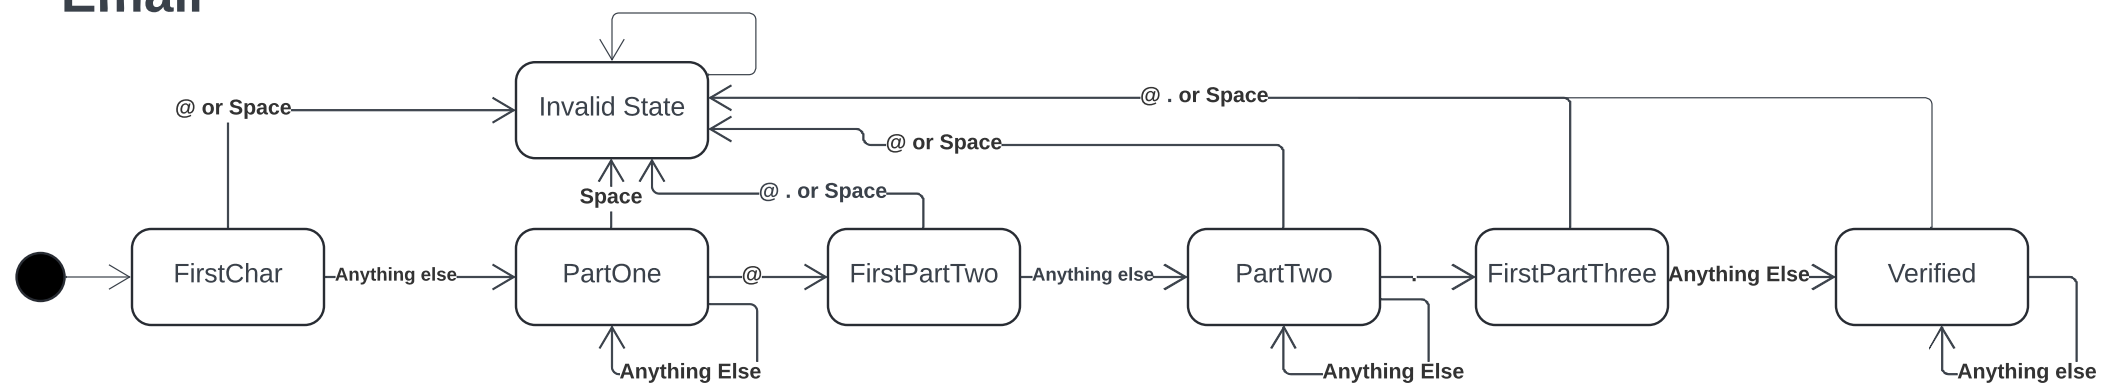 Email
Invalid State
@ or Space
@ . or Space
@ or Space
Space
@ . or Space
FirstChar
Anything else
PartOne
@
FirstPartTwo
Anything else
PartTwo
.
FirstPartThree
Anything Else
Verified
Anything Else
Anything Else
Anything else